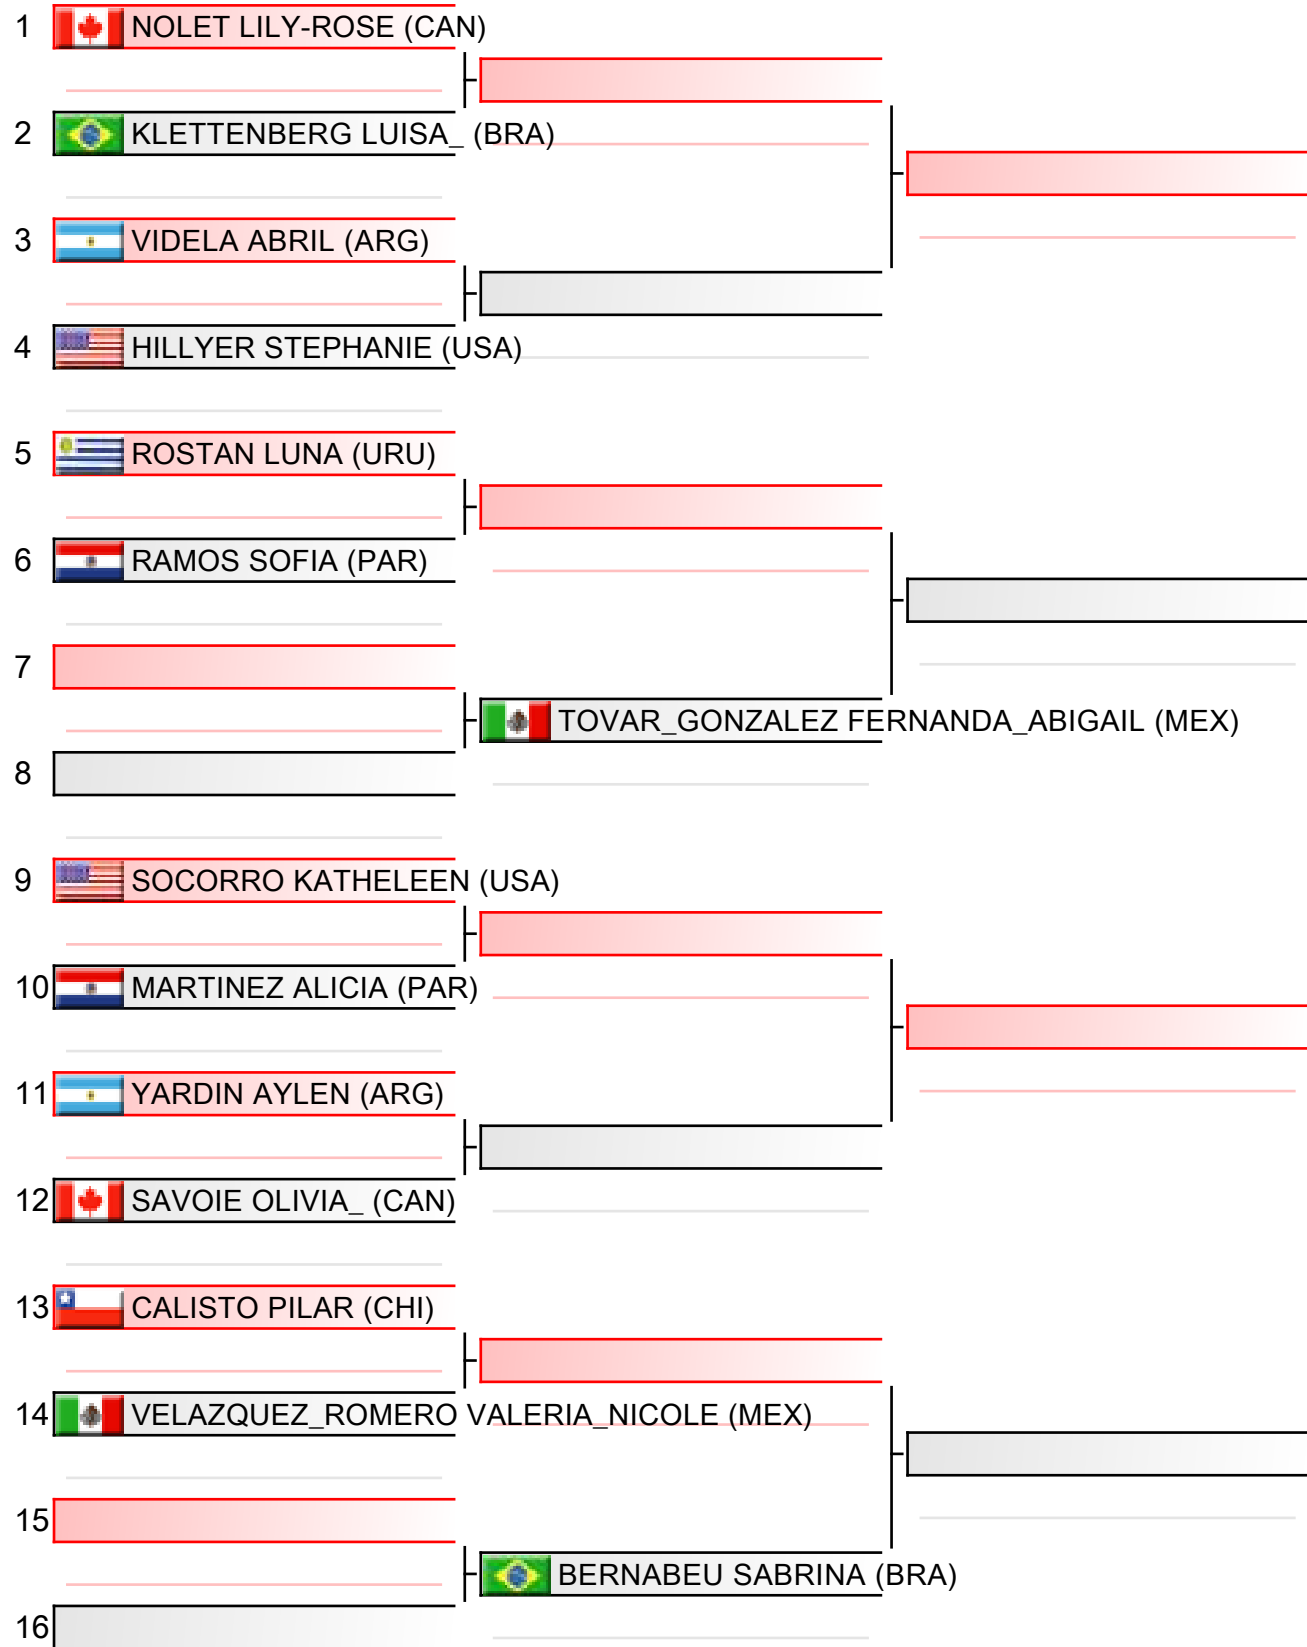 1 NOLET LILY-ROSE (CAN)
2 KLETTENBERG LUISA_ (BRA)
3 VIDELA ABRIL (ARG)
4 HILLYER STEPHANIE (USA)
5 ROSTAN LUNA (URU)
6 RAMOS SOFIA (PAR)
7
TOVAR_GONZALEZ FERNANDA_ABIGAIL (MEX)
8
9 SOCORRO KATHELEEN (USA)
10 MARTINEZ ALICIA (PAR)
11 YARDIN AYLEN (ARG)
12 SAVOIE OLIVIA_ (CAN)
13 CALISTO PILAR (CHI)
14 VELAZQUEZ_ROMERO VALERIA_NICOLE (MEX)
15
BERNABEU SABRINA (BRA)
16